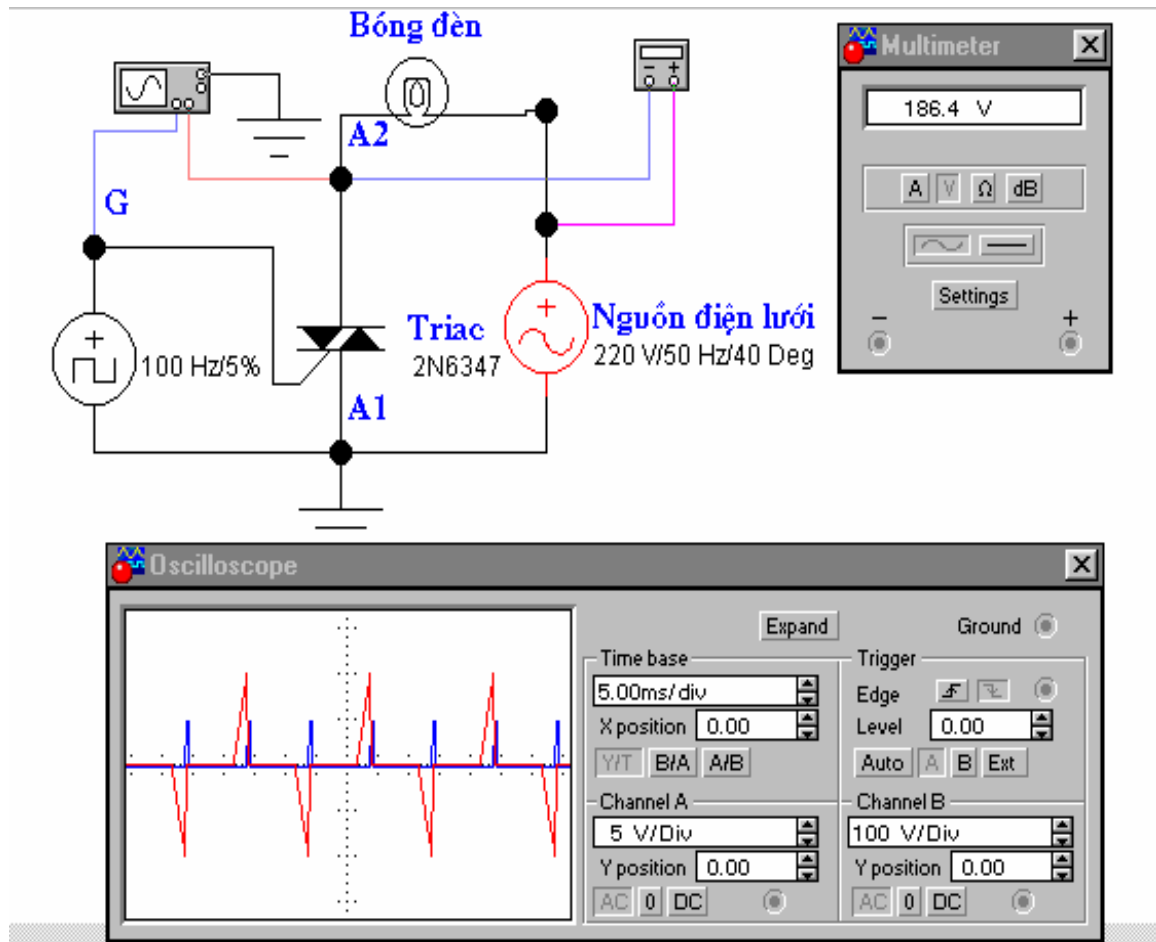 Bóng đèn
A2
G
100 Hz/5%
Triac
2N6347
A1
Nguồn điện lưới
220 V/50 Hz/40 Deg
Multimeter
186.4 V
A V Ω dB
Settings
− +
Oscilloscope
Expand Ground
Time base
5.00ms/div
X position 0.00
Y/T B/A A/B
Trigger
Edge
Level 0.00
Auto A B Ext
Channel A
5 V/Div
Y position 0.00
AC 0 DC
Channel B
100 V/Div
Y position 0.00
AC 0 DC